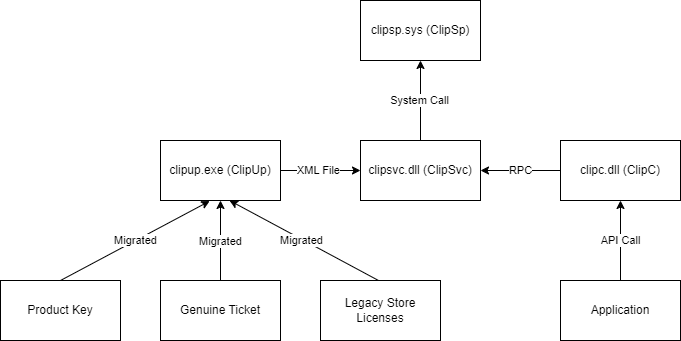 clipsp.sys (ClipSp)
System Call
clipup.exe (ClipUp)
XML File
clipsvc.dll (ClipSvc)
RPC
clipc.dll (ClipC)
Migrated
Migrated
Migrated
API Call
Product Key
Genuine Ticket
Legacy Store
Licenses
Application